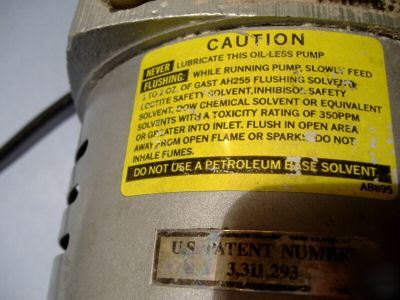 CAUTION
NEVER LUBRICATE THIS OIL-LESS PUMP
FLUSHING: WHILE RUNNING PUMP, SLOWLY FEED
1 TO 2 OZ. OF GAST AH255 FLUSHING SOLVENT,
LOCTITE SAFETY SOLVENT, INHIBISOL SAFETY
SOLVENT, DOW CHEMICAL SOLVENT OR EQUIVALENT
SOLVENTS WITH A TOXICITY RATING OF 350PPM
OR GREATER INTO INLET. FLUSH IN OPEN AREA
AWAY FROM OPEN FLAME OR SPARKS. DO NOT
INHALE FUMES.
DO NOT USE A PETROLEUM BASE SOLVENT
AB895
U.S. PATENT NUMBER
3,311,293